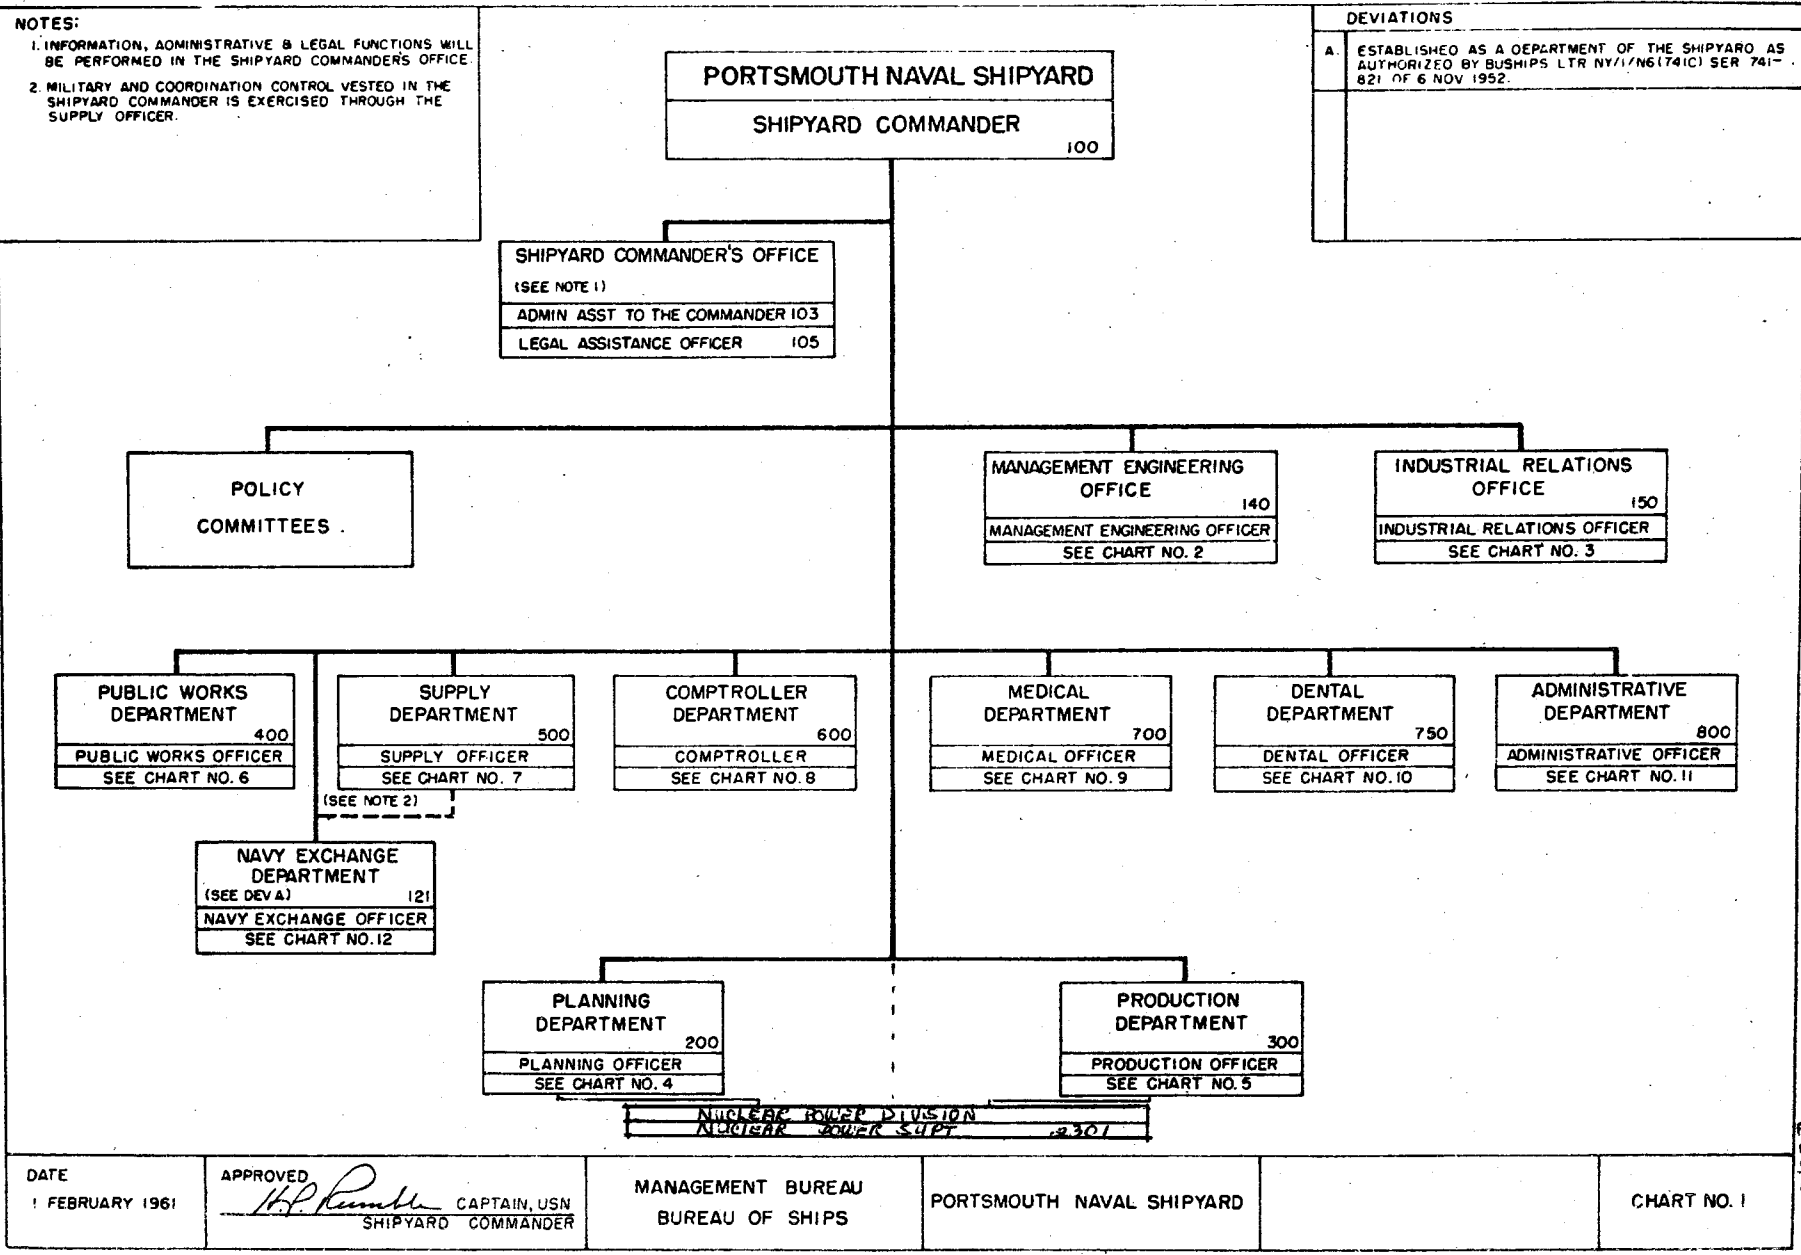 NOTES:
1. INFORMATION, ADMINISTRATIVE & LEGAL FUNCTIONS WILL
BE PERFORMED IN THE SHIPYARD COMMANDER'S OFFICE.
2. MILITARY AND COORDINATION CONTROL VESTED IN THE
SHIPYARD COMMANDER IS EXERCISED THROUGH THE
SUPPLY OFFICER.
PORTSMOUTH NAVAL SHIPYARD
SHIPYARD COMMANDER
100
DEVIATIONS
A. ESTABLISHED AS A DEPARTMENT OF THE SHIPYARD AS
AUTHORIZED BY BUSHIPS LTR NY/1/N6(741C) SER 741-
821 OF 6 NOV 1952.
SHIPYARD COMMANDER'S OFFICE
(SEE NOTE 1)
ADMIN ASST TO THE COMMANDER 103
LEGAL ASSISTANCE OFFICER 105
POLICY
COMMITTEES
MANAGEMENT ENGINEERING
OFFICE
140
MANAGEMENT ENGINEERING OFFICER
SEE CHART NO. 2
INDUSTRIAL RELATIONS
OFFICE
150
INDUSTRIAL RELATIONS OFFICER
SEE CHART NO. 3
PUBLIC WORKS
DEPARTMENT
400
PUBLIC WORKS OFFICER
SEE CHART NO. 6
SUPPLY
DEPARTMENT
500
SUPPLY OFFICER
SEE CHART NO. 7
(SEE NOTE 2)
COMPTROLLER
DEPARTMENT
600
COMPTROLLER
SEE CHART NO. 8
MEDICAL
DEPARTMENT
700
MEDICAL OFFICER
SEE CHART NO. 9
DENTAL
DEPARTMENT
750
DENTAL OFFICER
SEE CHART NO. 10
ADMINISTRATIVE
DEPARTMENT
800
ADMINISTRATIVE OFFICER
SEE CHART NO. 11
NAVY EXCHANGE
DEPARTMENT
(SEE DEV A) 121
NAVY EXCHANGE OFFICER
SEE CHART NO. 12
PLANNING
DEPARTMENT
200
PLANNING OFFICER
SEE CHART NO. 4
PRODUCTION
DEPARTMENT
300
PRODUCTION OFFICER
SEE CHART NO. 5
NUCLEAR POWER DIVISION
NUCLEAR POWER SUPT 2301
DATE
1 FEBRUARY 1961
APPROVED
H.P. Rumble CAPTAIN, USN
SHIPYARD COMMANDER
MANAGEMENT BUREAU
BUREAU OF SHIPS
PORTSMOUTH NAVAL SHIPYARD
CHART NO. 1